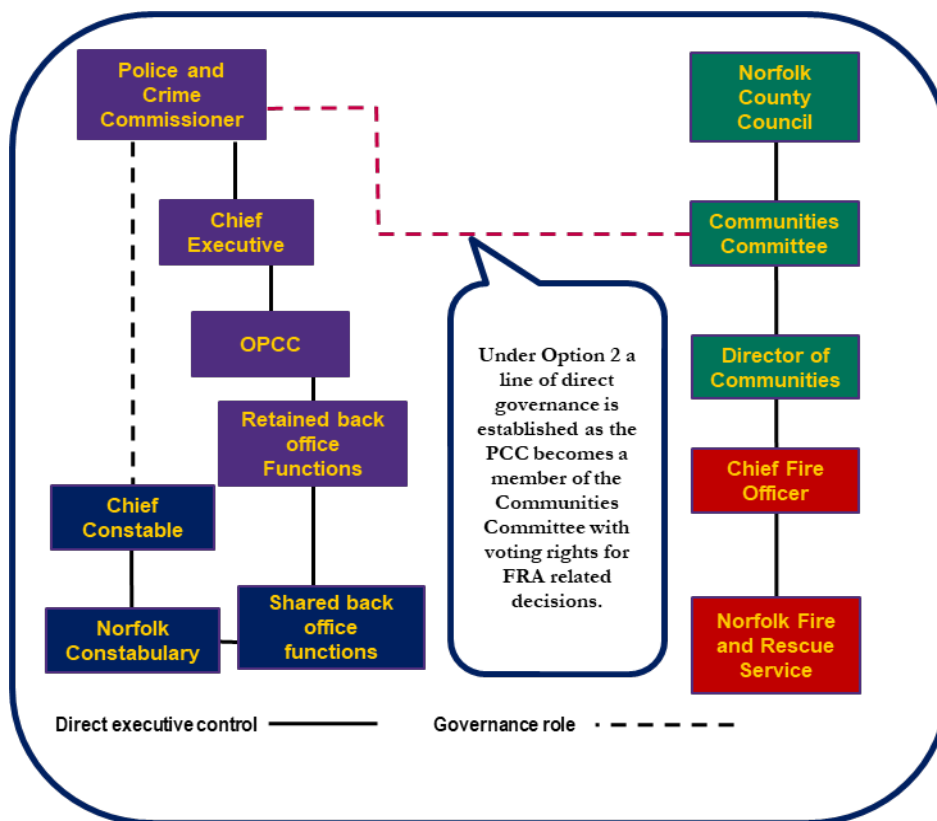 Police and
Crime
Commissioner
Chief
Executive
OPCC
Retained back
office
Functions
Chief
Constable
Norfolk
Constabulary
Shared back
office
functions
Under Option 2 a
line of direct
governance is
established as the
PCC becomes a
member of the
Communities
Committee with
voting rights for
FRA related
decisions.
Norfolk
County
Council
Communities
Committee
Director of
Communities
Chief Fire
Officer
Norfolk Fire
and Rescue
Service
Direct executive control
Governance role